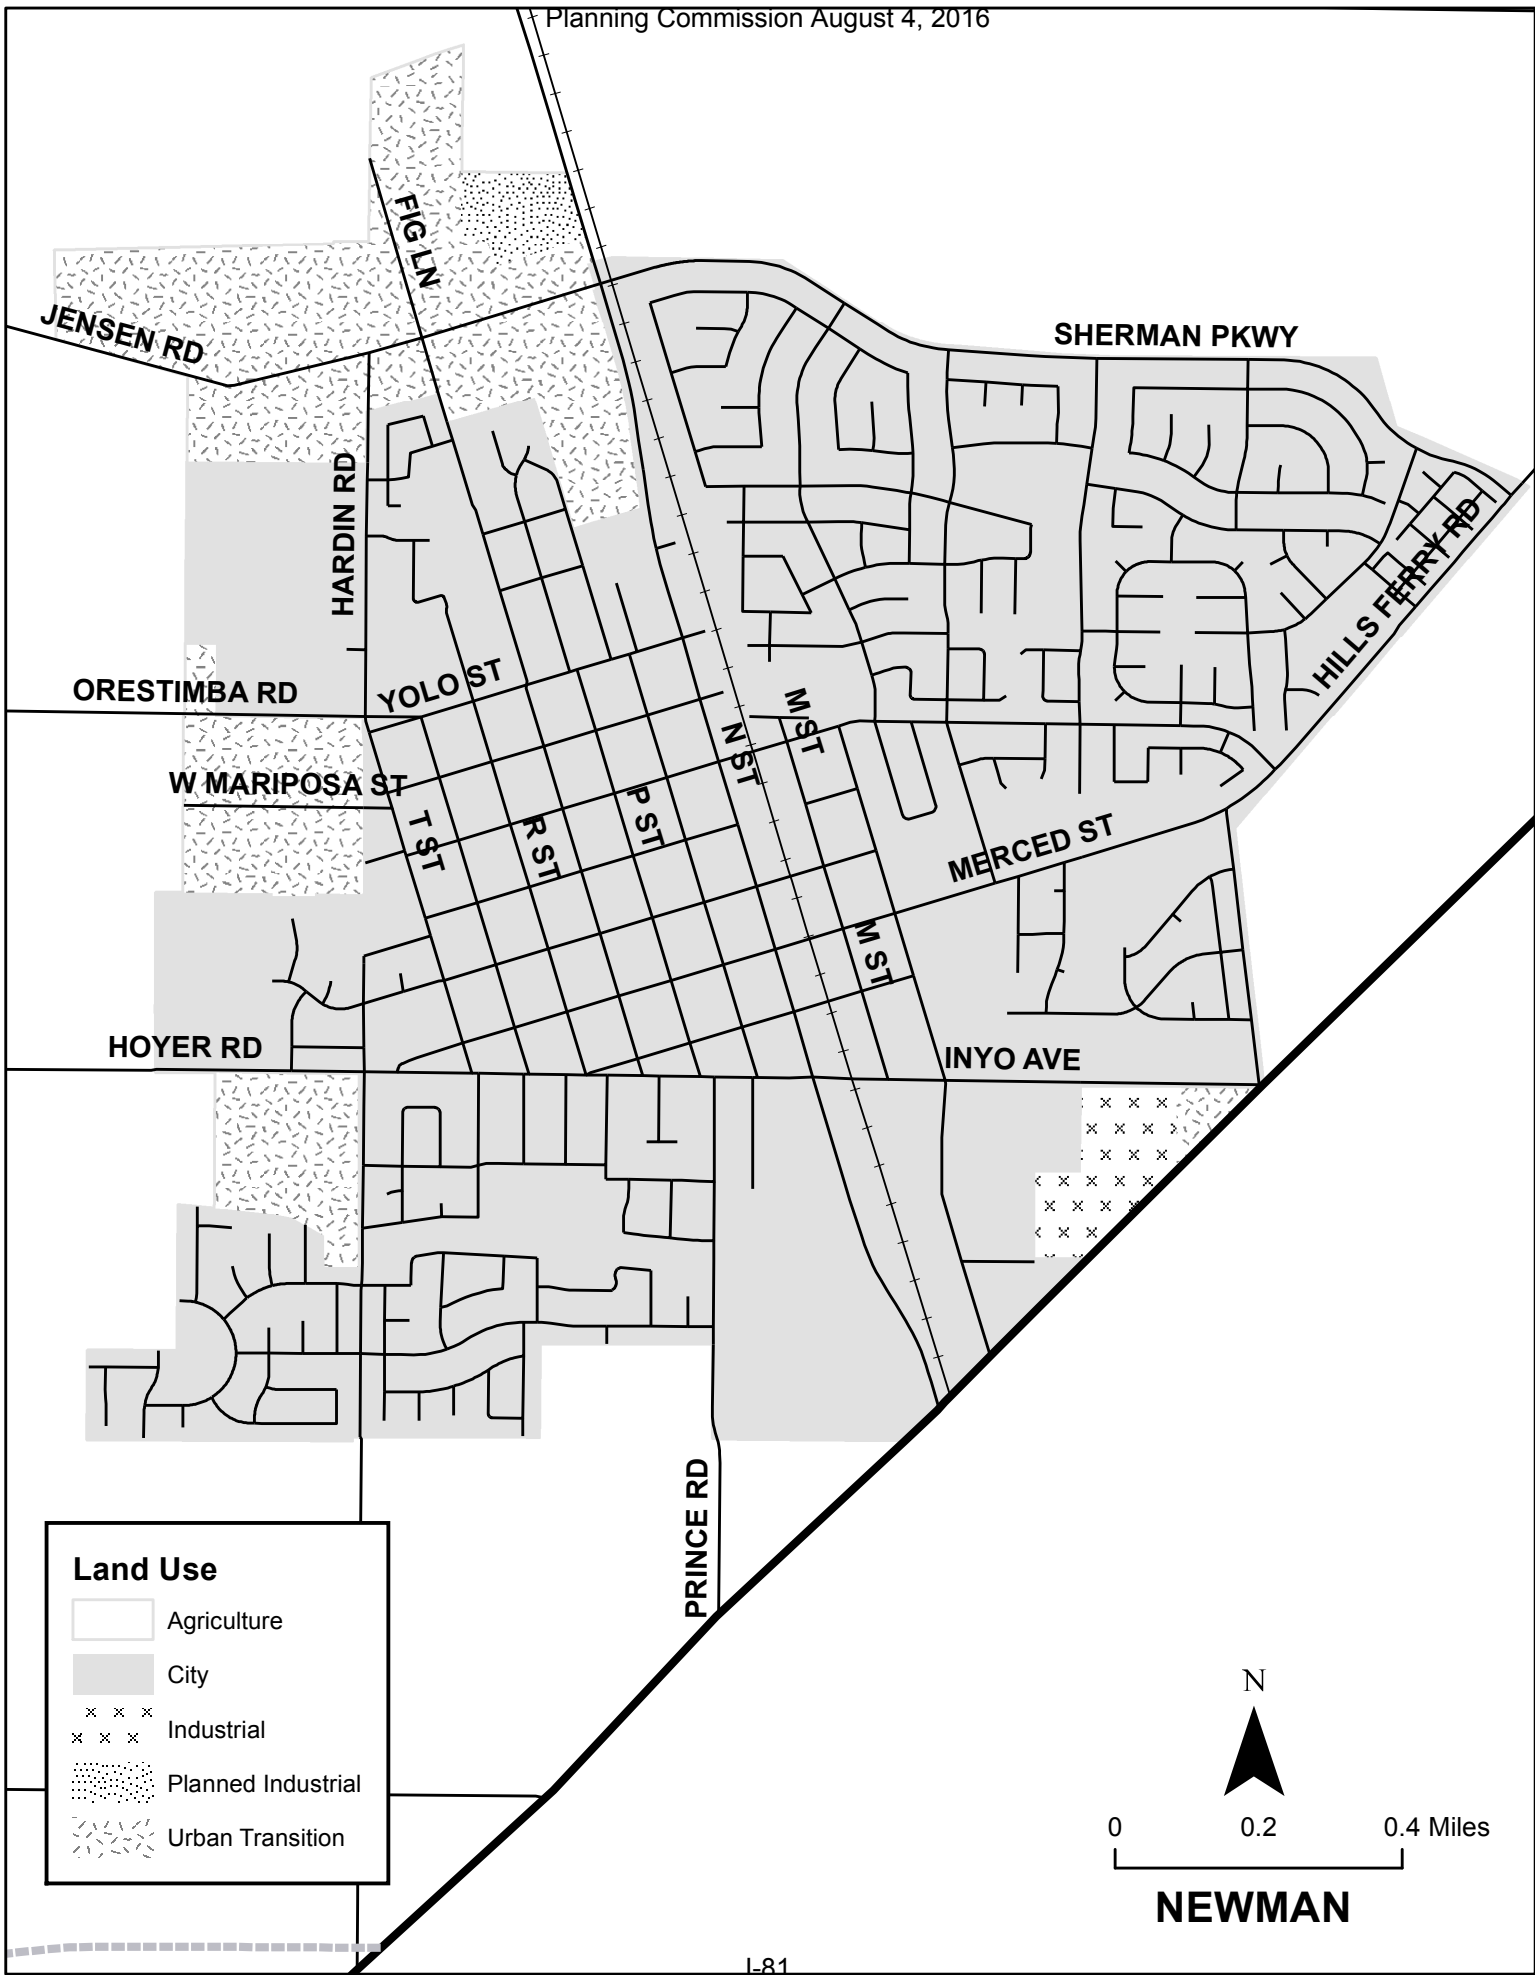 Planning Commission August 4, 2016
FIG LN
JENSEN RD
SHERMAN PKWY
HARDIN RD
HILLS FERRY RD
ORESTIMBA RD
YOLO ST
M ST
N ST
W MARIPOSA ST
T ST
R ST
P ST
MERCED ST
M ST
HOYER RD
INYO AVE
PRINCE RD
Land Use
Agriculture
City
Industrial
Planned Industrial
Urban Transition
N
0 0.2 0.4 Miles
NEWMAN
I-81